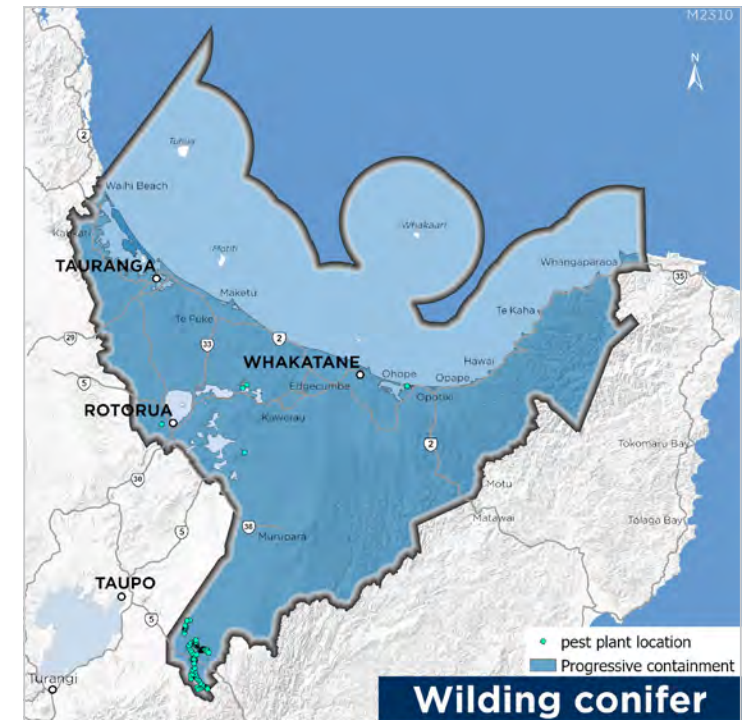 M2310
N
2
Tuhua
Waihi Beach
Whakaari
Katikati
Motiti
Whangaparaoa
TAURANGA
35
Maketu
Te Kaha
Te Puke
2
29
33
WHAKATANE
Hawai
Ohope
Opape
5
Edgecumbe
Opotiki
ROTORUA
Kawerau
2
Tokomaru Bay
30
Motu
Matawai
Tolaga Bay
38
5
Murupara
TAUPO
5
pest plant location
Progressive containment
Turangi
Wilding conifer